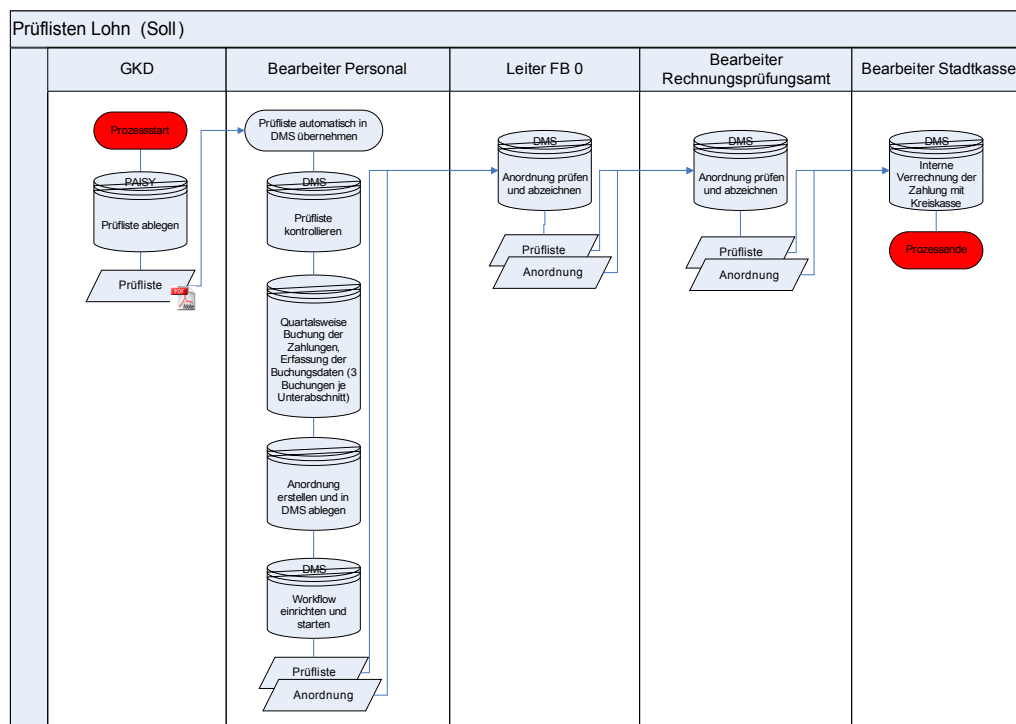 Prüflisten Lohn (Soll)
GKD
Bearbeiter Personal
Leiter FB 0
Bearbeiter
Rechnungsprüfungsamt
Bearbeiter Stadtkasse
Prozessstart
PAISY
Prüfliste ablegen
Prüfliste
PDF
Adobe
Prüfliste automatisch in
DMS übernehmen
DMS
Prüfliste
kontrollieren
Quartalsweise
Buchung der
Zahlungen,
Erfassung der
Buchungsdaten (3
Buchungen je
Unterabschnitt)
Anordnung
erstellen und in
DMS ablegen
DMS
Workflow
einrichten und
starten
Prüfliste
Anordnung
DMS
Anordnung prüfen
und abzeichnen
Prüfliste
Anordnung
DMS
Anordnung prüfen
und abzeichnen
Prüfliste
Anordnung
DMS
Interne
Verrechnung der
Zahlung mit
Kreiskasse
Prozessende